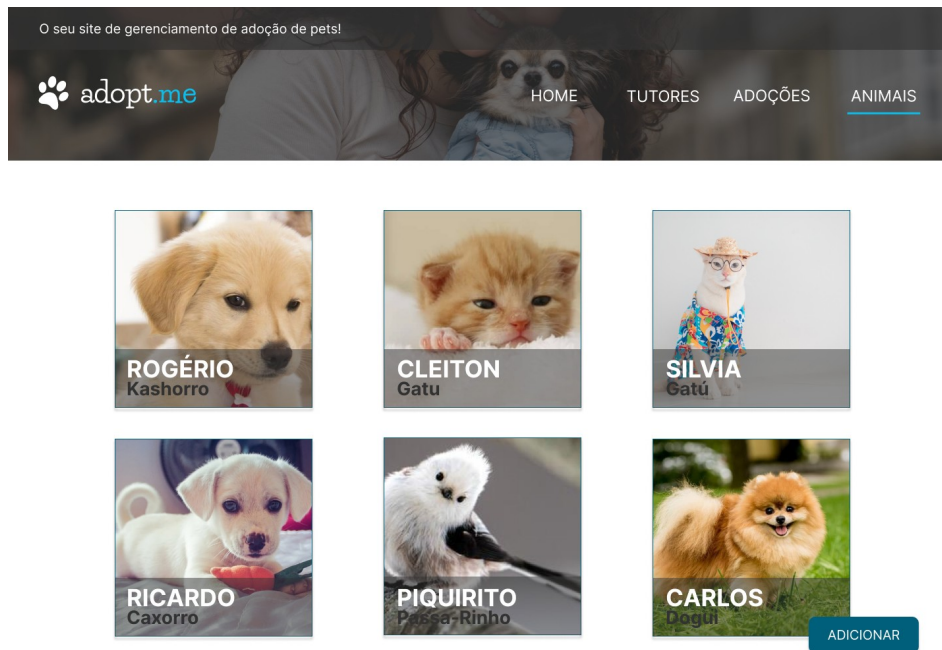 O seu site de gerenciamento de adoção de pets!
adopt.me
HOME TUTORES ADOÇÕES ANIMAIS
ROGÉRIO
Kashorro
CLEITON
Gatu
SILVIA
Gatú
RICARDO
Caxorro
PIQUIRITO
Passa-Rinho
CARLOS
Dogui
ADICIONAR